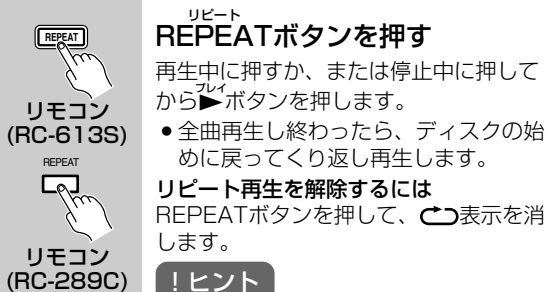 REPEAT
リモコン
(RC-613S)
REPEAT
リモコン
(RC-289C)
リピート
REPEATボタンを押す
再生中に押すか、または停止中に押して
プレイ
から►ボタンを押します。
• 全曲再生し終わったら、ディスクの始
めに戻ってくり返し再生します。
リピート再生を解除するには
REPEATボタンを押して、表示を消
します。
!ヒント